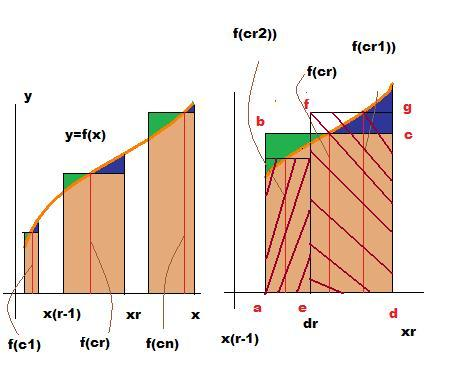 f(cr2))
f(cr)
f(cr1))
y
f
g
y=f(x)
b
c
x(r-1)
xr
x
a
e
d
dr
f(c1)
f(cr)
f(cn)
x(r-1)
xr